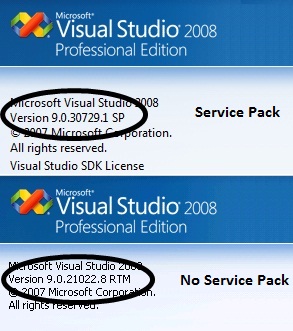 Microsoft®
Visual Studio 2008
Professional Edition
Microsoft Visual Studio 2008
Version 9.0.30729.1 SP
Service Pack
© 2007 Microsoft Corporation.
All rights reserved.
Visual Studio SDK License
Microsoft®
Visual Studio 2008
Professional Edition
Microsoft Visual Studio 2008
Version 9.0.21022.8 RTM
No Service Pack
© 2007 Microsoft Corporation.
All rights reserved.